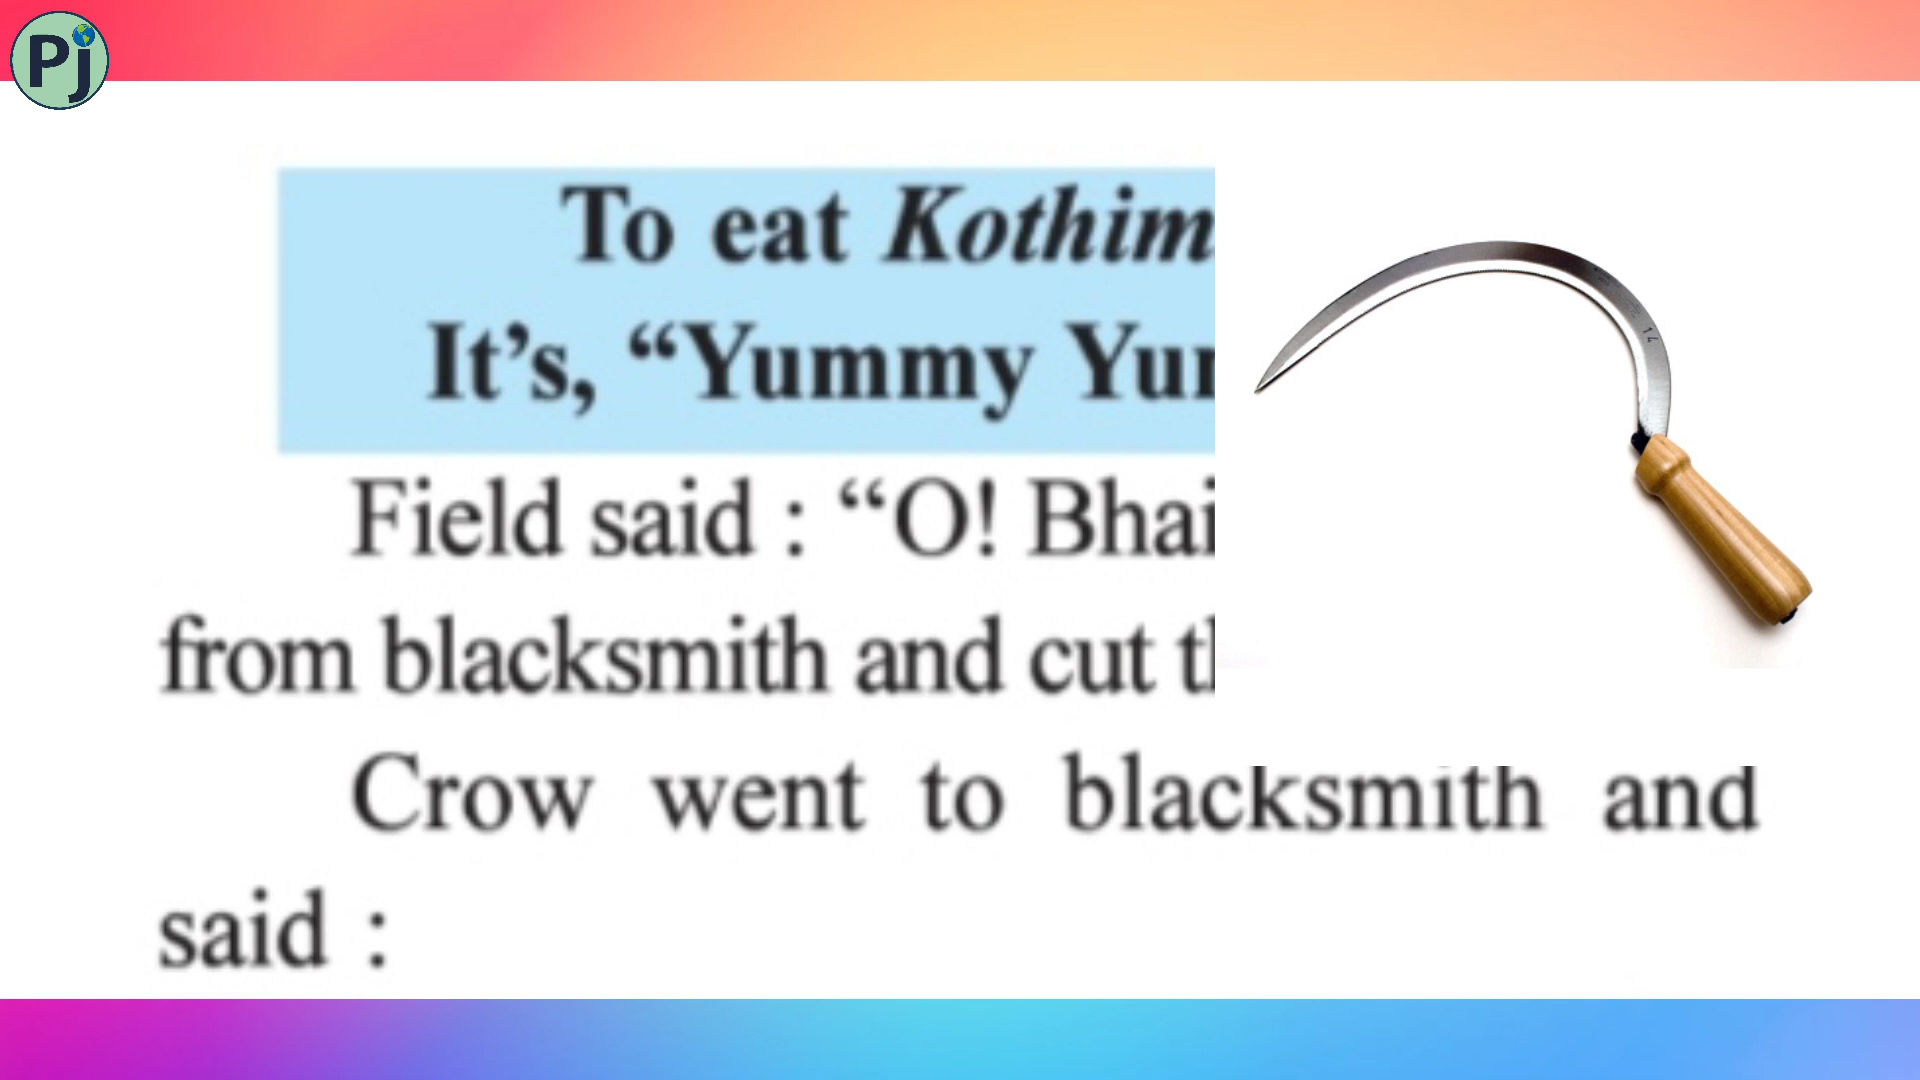 Pj
To eat Kothim
It's, "Yummy Yu
Field said : "O! Bhai
from blacksmith and cut t
Crow went to blacksmith and
said :
14